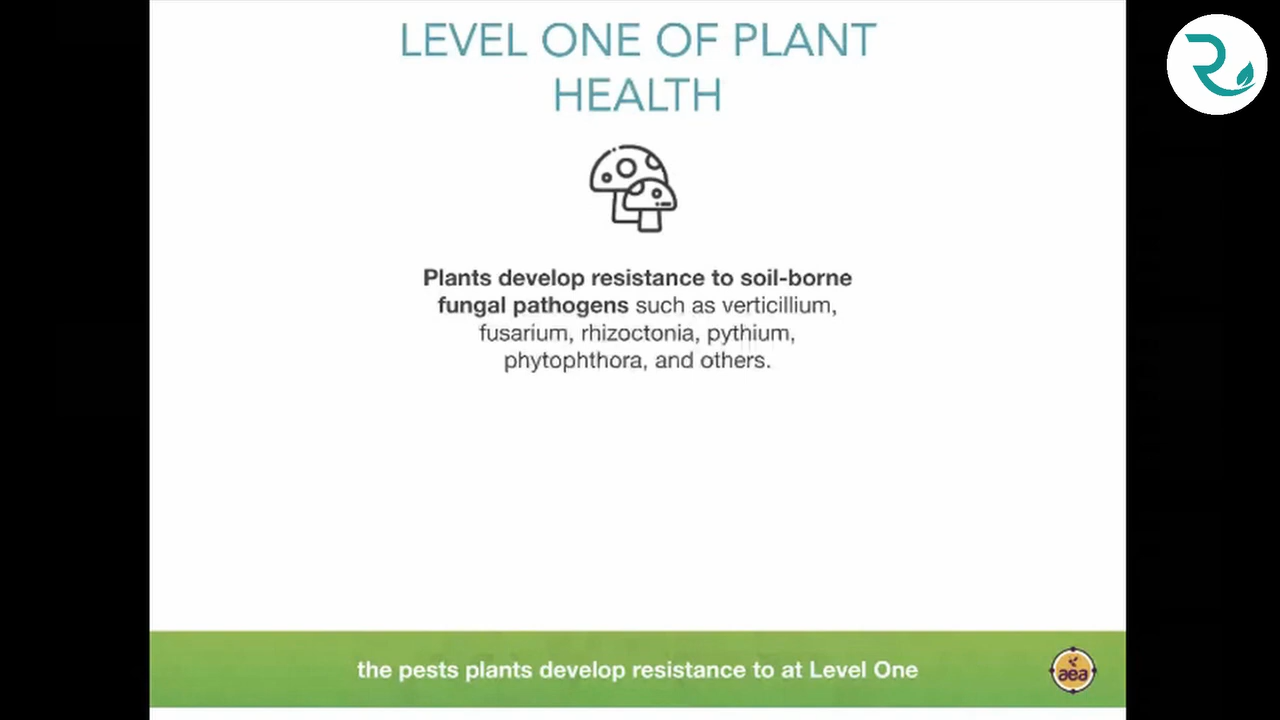 LEVEL ONE OF PLANT
HEALTH
Plants develop resistance to soil-borne
fungal pathogens such as verticillium,
fusarium, rhizoctonia, pythium,
phytophthora, and others.
the pests plants develop resistance to at Level One
aea
R